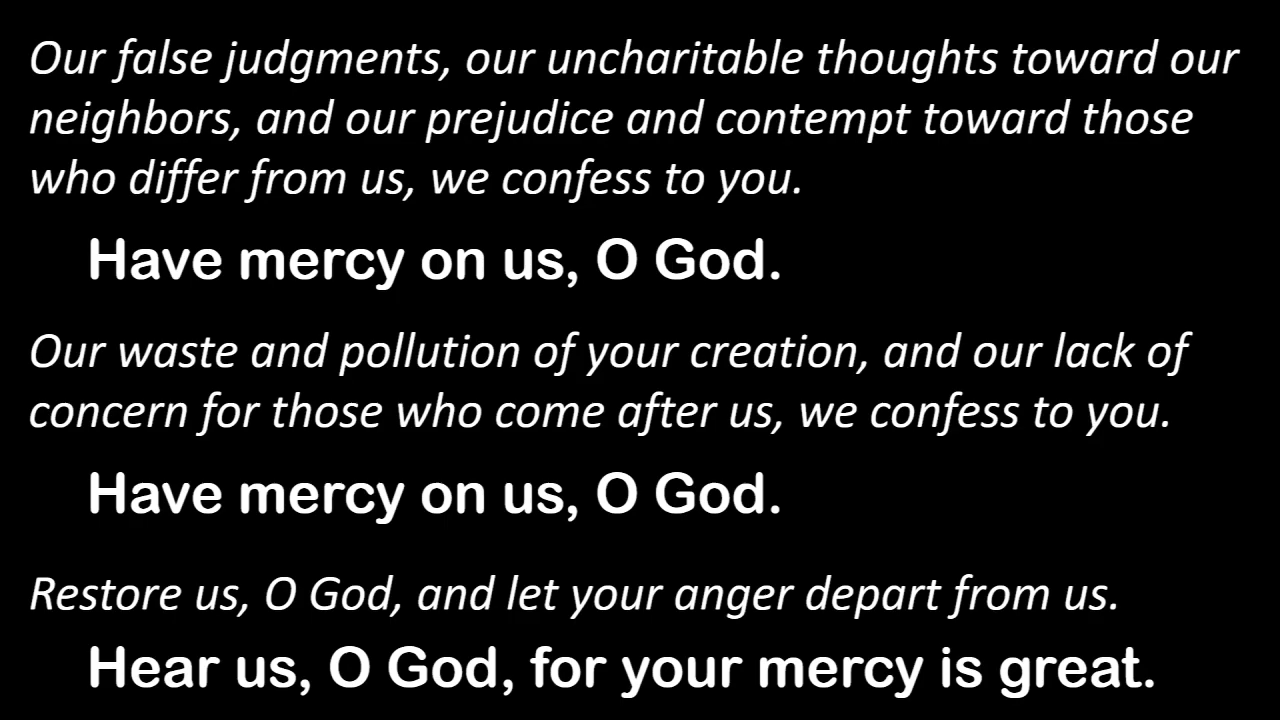 Our false judgments, our uncharitable thoughts toward our
neighbors, and our prejudice and contempt toward those
who differ from us, we confess to you.
Have mercy on us, O God.
Our waste and pollution of your creation, and our lack of
concern for those who come after us, we confess to you.
Have mercy on us, O God.
Restore us, O God, and let your anger depart from us.
Hear us, O God, for your mercy is great.